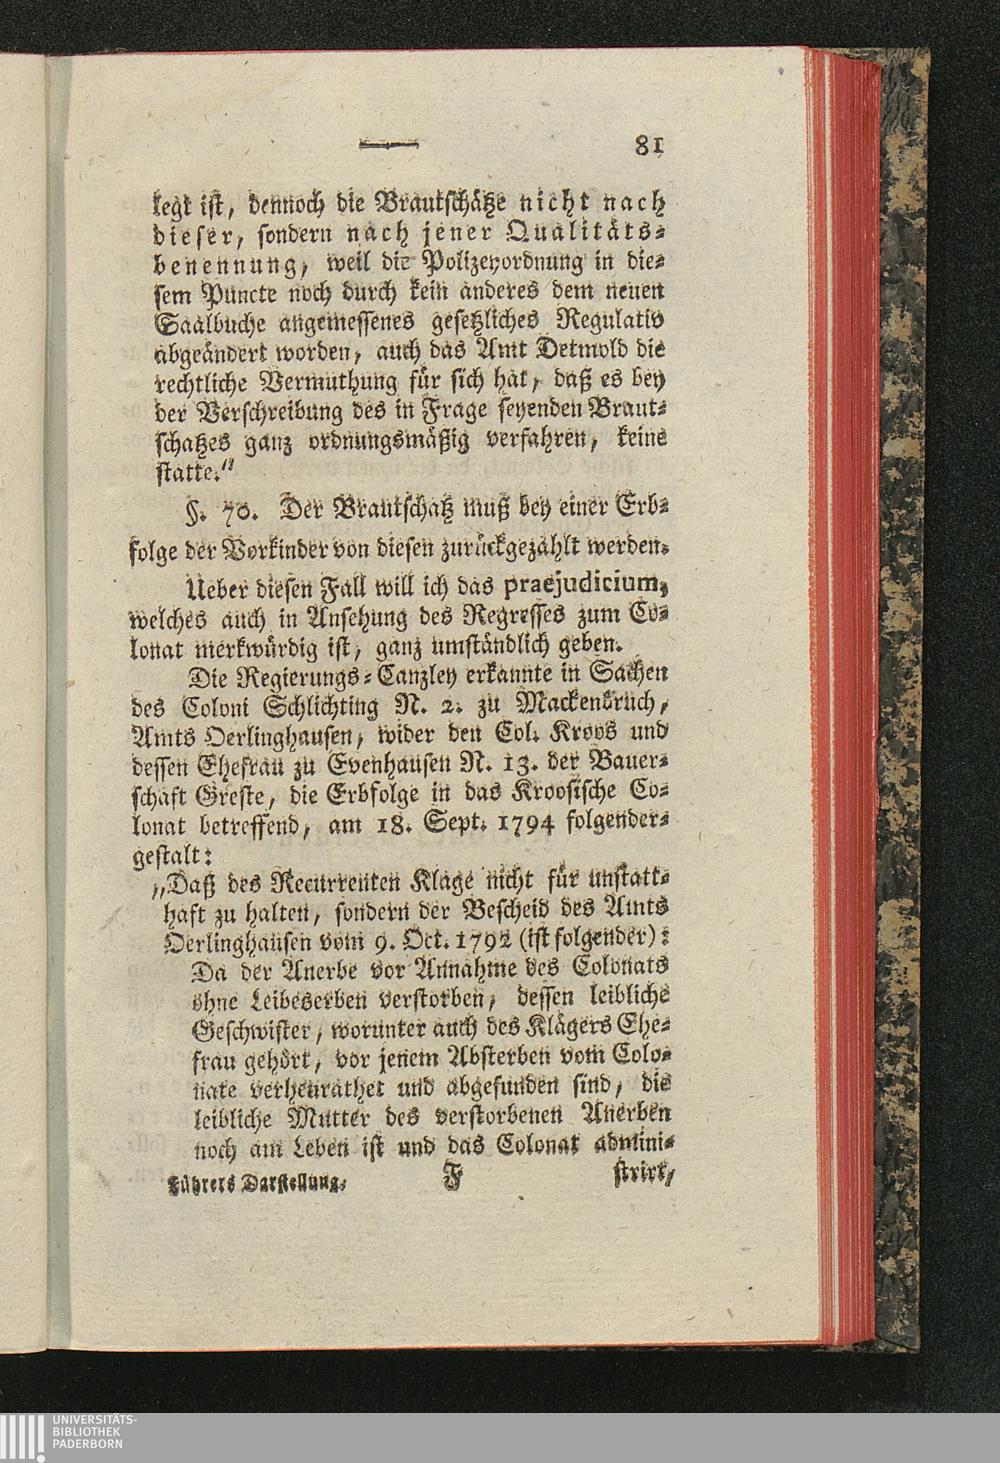 81
legt ist, dennoch die Brautschätze nicht nach
dieser, sondern nach jener Qualitäts-
benennung, weil die Polizeyordnung in die-
sem Puncte noch durch kein anderes dem neuen
Saalbuche angemessenes gesetzliches Regulativ
abgeändert worden, auch das Amt Detmold die
rechtliche Vermuthung für sich hat, daß es bey
der Verschreibung des in Frage seyenden Braut-
schatzes ganz ordnungsmäßig verfahren, keine
statte.“
§. 70. Der Brautschatz muß bey einer Erb-
folge der Vorkinder von diesen zurückgezahlt werden.
Ueber diesen Fall will ich das praejudicium,
welches auch in Ansehung des Regresses zum Co-
lonat merkwürdig ist, ganz umständlich geben.
Die Regierungs-Canzley erkannte in Sachen
des Coloni Schlichting N. 2. zu Mackenbruch,
Amts Oerlinghausen, wider den Col. Kroos und
dessen Ehefrau zu Evenhausen N. 13. der Bauer-
schaft Greste, die Erbfolge in das Kroosische Co-
lonat betreffend, am 18. Sept. 1794 folgender-
gestalt:
„Daß des Recurrenten Klage nicht für unstatt-
haft zu halten, sondern der Bescheid des Amts
Oerlinghausen vom 9. Oct. 1792 (ist folgender):
Da der Anerbe vor Annahme des Colonats
ohne Leibeserben verstorben, dessen leibliche
Geschwister, worunter auch des Klägers Ehe-
frau gehört, vor jenem Absterben vom Colo-
nate verheyrathet und abgefunden sind, die
leibliche Mutter des verstorbenen Anerben
noch am Leben ist und das Colonat admini-
Führers Darstellung. F strirt,
UNIVERSITÄTS-
BIBLIOTHEK
PADERBORN